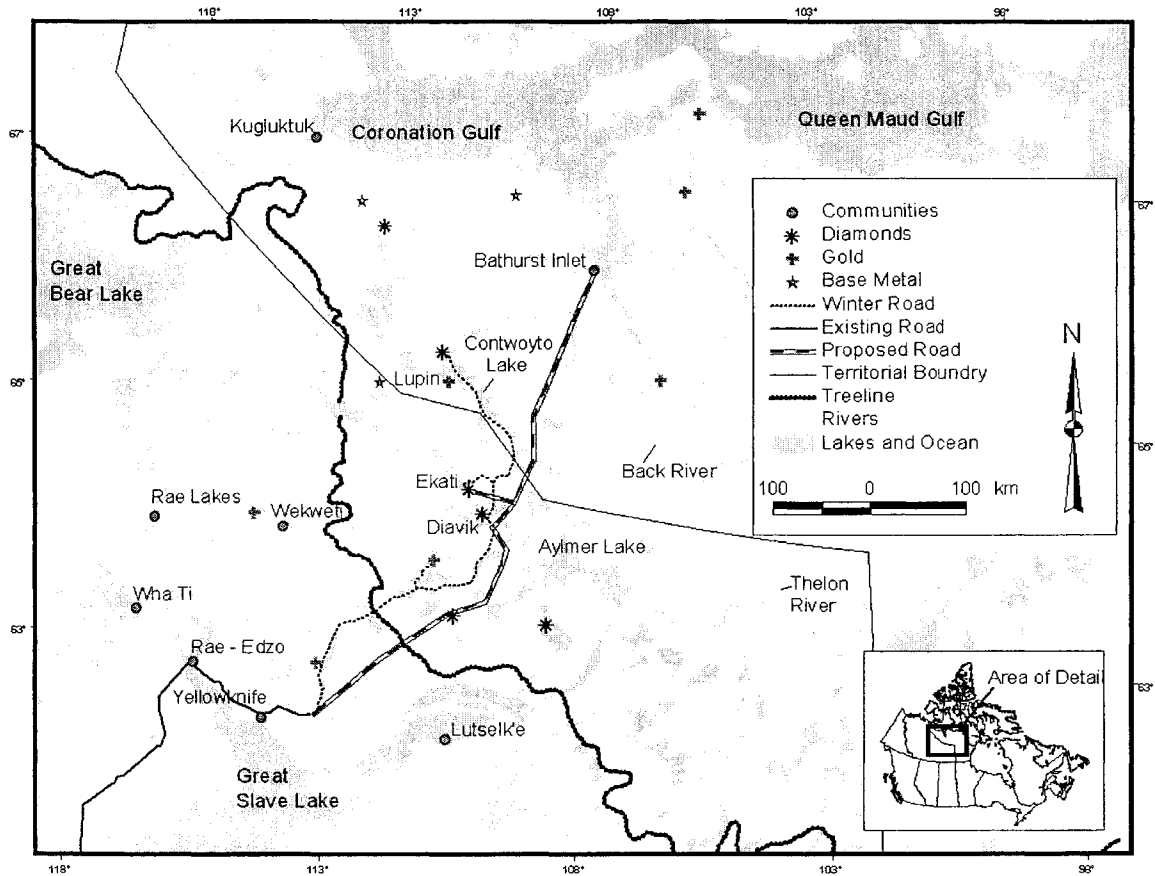 116°
113°
108°
103°
98°
67°
Kugluktuk
Coronation Gulf
Queen Maud Gulf
67°
Communities
Diamonds
Gold
Base Metal
Winter Road
Existing Road
Proposed Road
Territorial Boundry
Treeline
Rivers
Lakes and Ocean
100 0 100 km
N
Great
Bear Lake
Bathurst Inlet
Contwoyto
Lake
65°
Lupin
65°
Back River
Ekati
Rae Lakes
Wekweti
Diavik
Aylmer Lake
Thelon
River
Wha Ti
63°
Rae - Edzo
63°
Area of Detail
Yellowknife
Lutselk'e
Great
Slave Lake
118°
113°
108°
103°
98°